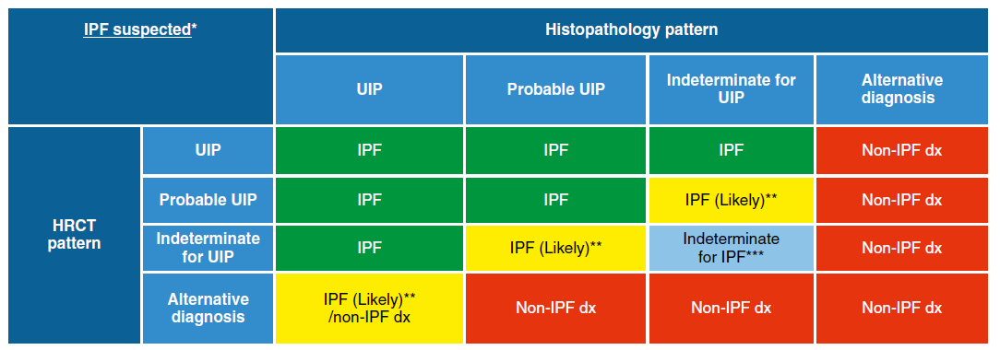 IPF suspected*
Histopathology pattern
UIP
Probable UIP
Indeterminate for
UIP
Alternative
diagnosis
HRCT
pattern
UIP
IPF
IPF
IPF
Non-IPF dx
Probable UIP
IPF
IPF
IPF (Likely)**
Non-IPF dx
Indeterminate
for UIP
IPF
IPF (Likely)**
Indeterminate
for IPF***
Non-IPF dx
Alternative
diagnosis
IPF (Likely)**
/non-IPF dx
Non-IPF dx
Non-IPF dx
Non-IPF dx